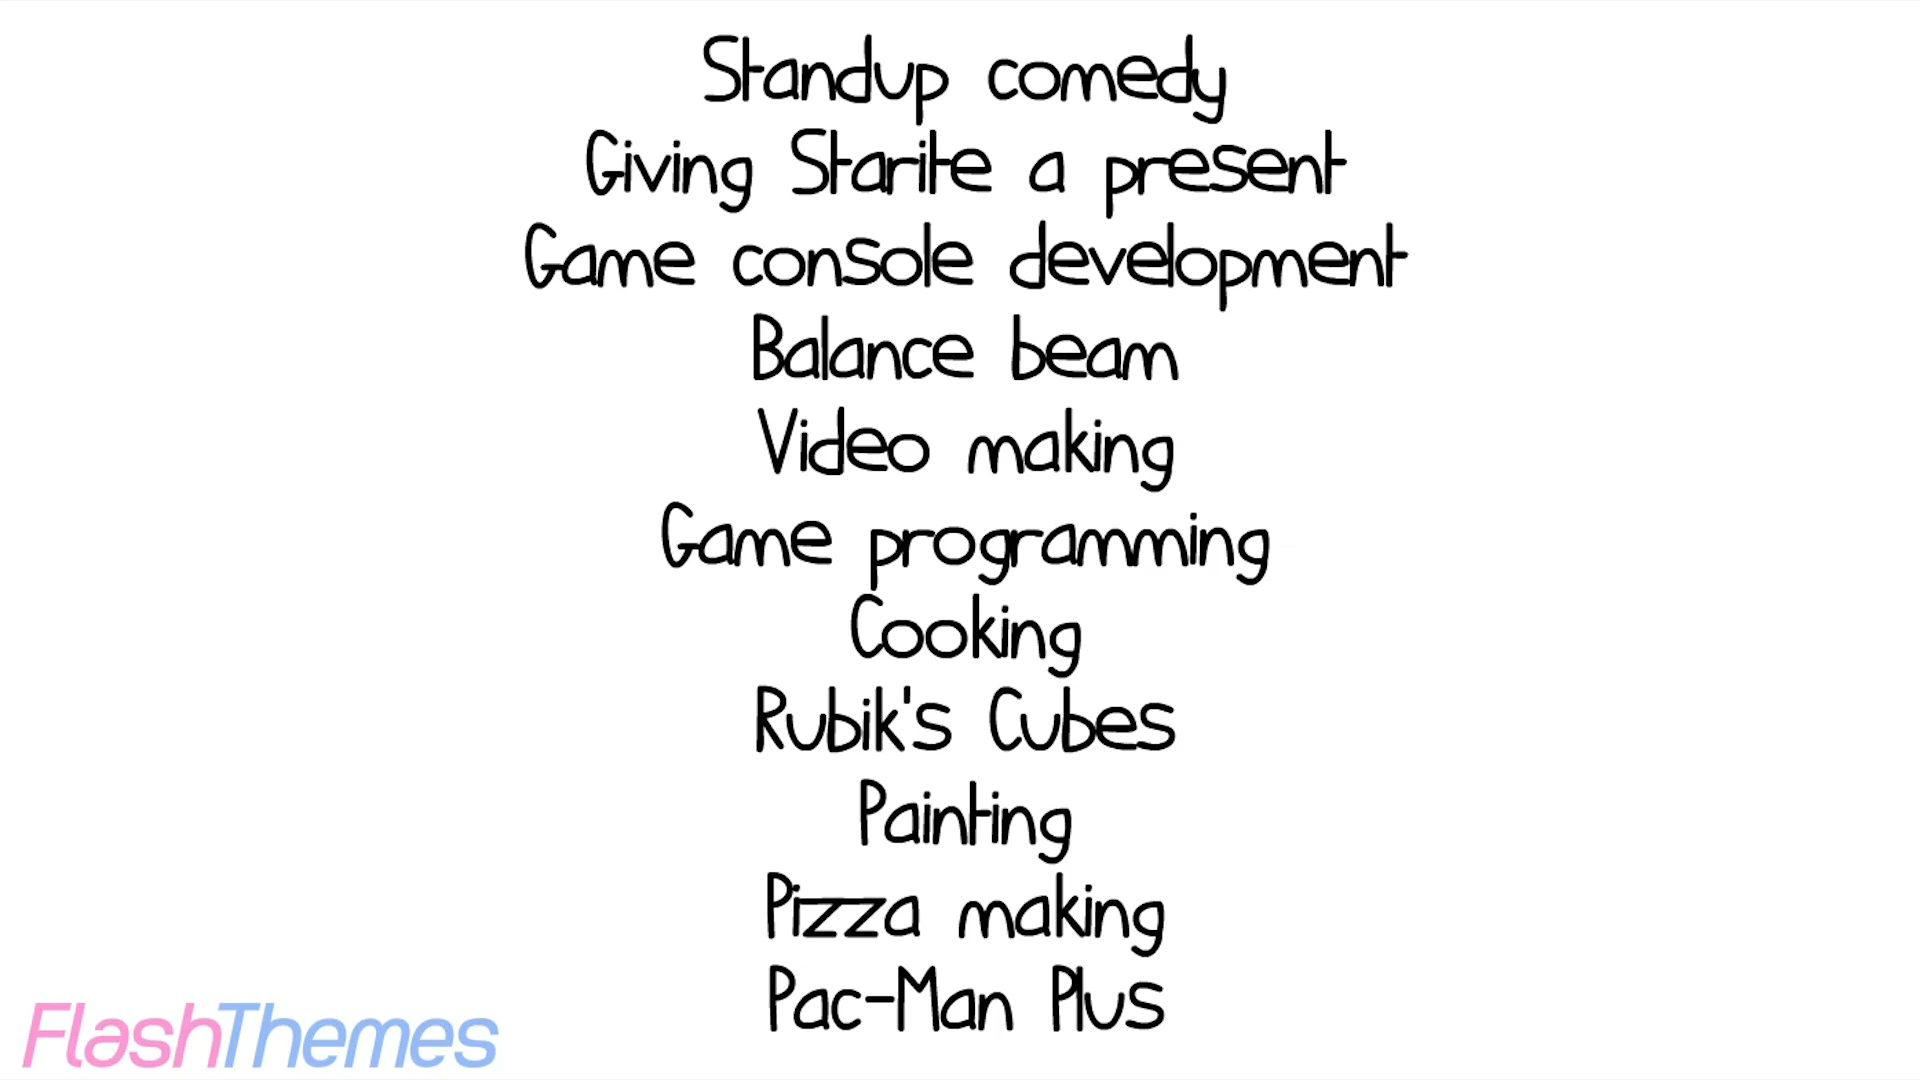 Standup comedy
Giving Starite a present
Game console development
Balance beam
Video making
Game programming
Cooking
Rubik's Cubes
Painting
Pizza making
Pac-Man Plus
FlashThemes